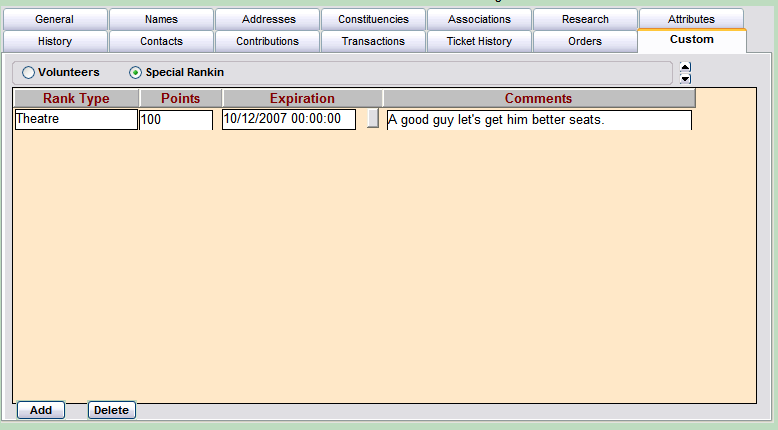 General Names Addresses Constituencies Associations Research Attributes
History Contacts Contributions Transactions Ticket History Orders Custom
Volunteers Special Rankin
Rank Type Points Expiration Comments
Theatre 100 10/12/2007 00:00:00 A good guy let's get him better seats.
Add Delete